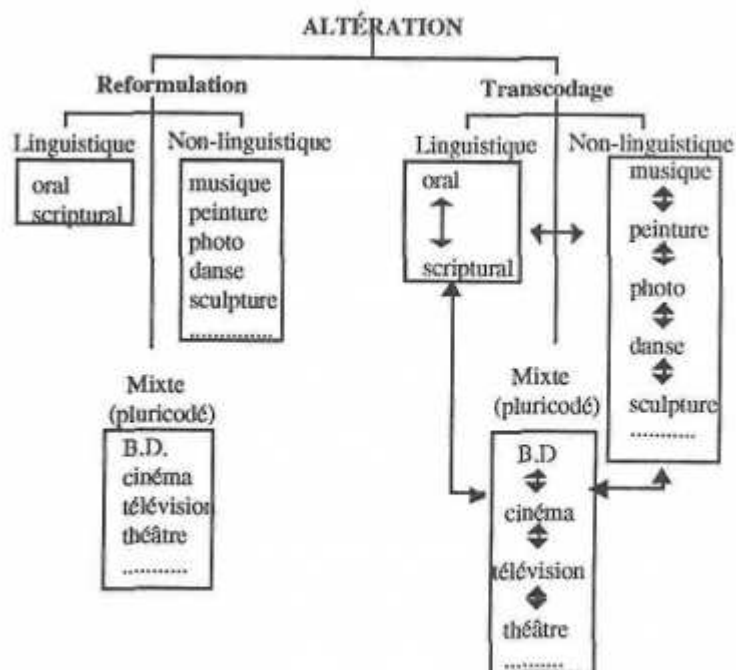 ALTÉRATION
Reformulation
Linguistique
oral
scriptural
Non-linguistique
musique
peinture
photo
danse
sculpture
...............
Mixte
(pluricodé)
B.D.
cinéma
télévision
théâtre
...........
Transcodage
Linguistique
oral
scriptural
Non-linguistique
musique
peinture
photo
danse
sculpture
...........
Mixte
(pluricodé)
B.D
cinéma
télévision
théâtre
...........